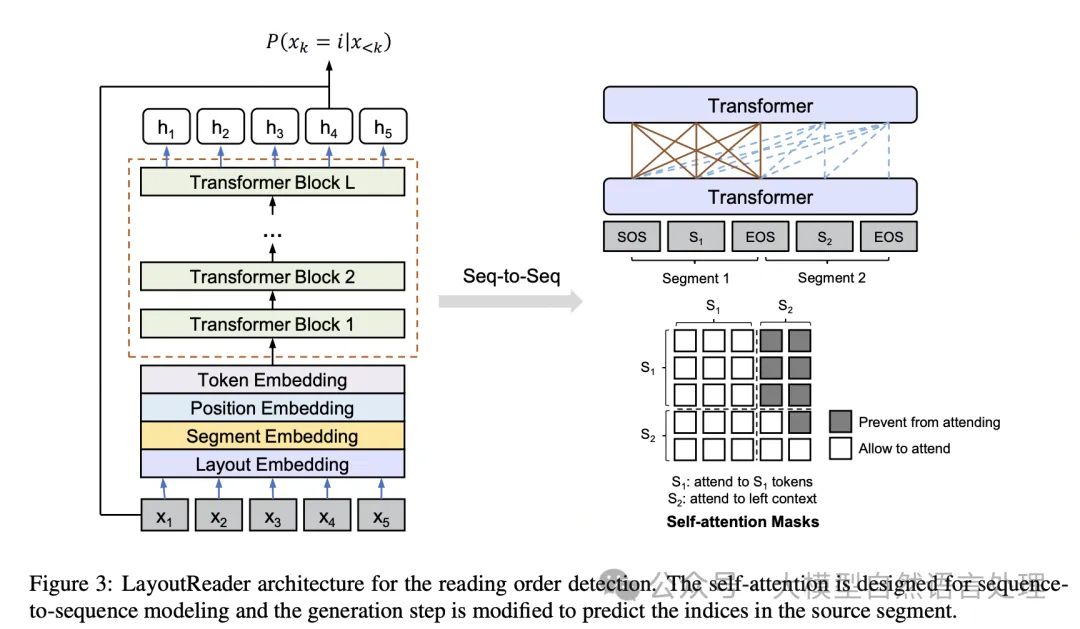 P(x_k = i|x_{<k})
h_1 h_2 h_3 h_4 h_5
Transformer Block L
...
Transformer Block 2
Transformer Block 1
Token Embedding
Position Embedding
Segment Embedding
Layout Embedding
x_1 x_2 x_3 x_4 x_5
Seq-to-Seq
Transformer
Transformer
SOS S_1 EOS S_2 EOS
Segment 1 Segment 2
S_1 S_2
S_1
S_2
Prevent from attending
Allow to attend
S_1: attend to S_1 tokens
S_2: attend to left context
Self-attention Masks
Figure 3: LayoutReader architecture for the reading order detection. The self-attention is designed for sequence-
to-sequence modeling and the generation step is modified to predict the indices in the source segment.
公众号 · 大模型自然语言处理